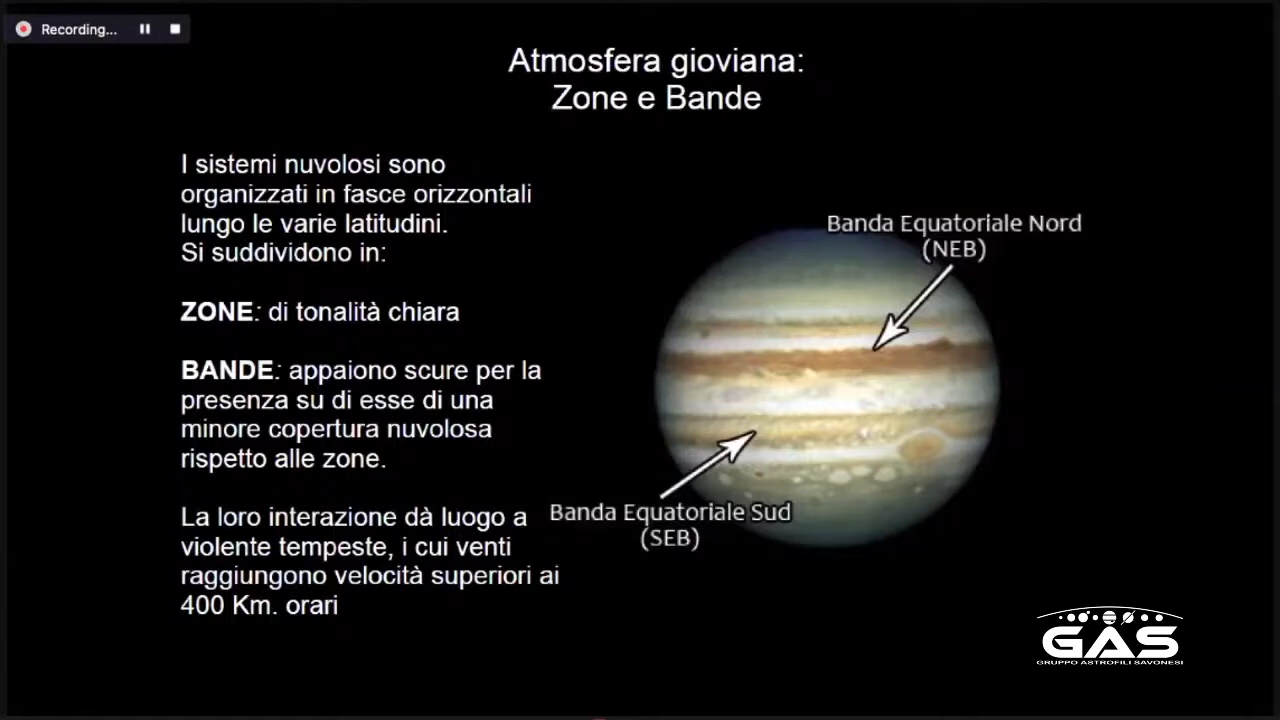 Recording...
Atmosfera gioviana:
Zone e Bande
I sistemi nuvolosi sono
organizzati in fasce orizzontali
lungo le varie latitudini.
Si suddividono in:
ZONE: di tonalità chiara
BANDE: appaiono scure per la
presenza su di esse di una
minore copertura nuvolosa
rispetto alle zone.
La loro interazione dà luogo a
violente tempeste, i cui venti
raggiungono velocità superiori ai
400 Km. orari
Banda Equatoriale Nord
(NEB)
Banda Equatoriale Sud
(SEB)
GAS
GRUPPO ASTROFILI SAVONESI